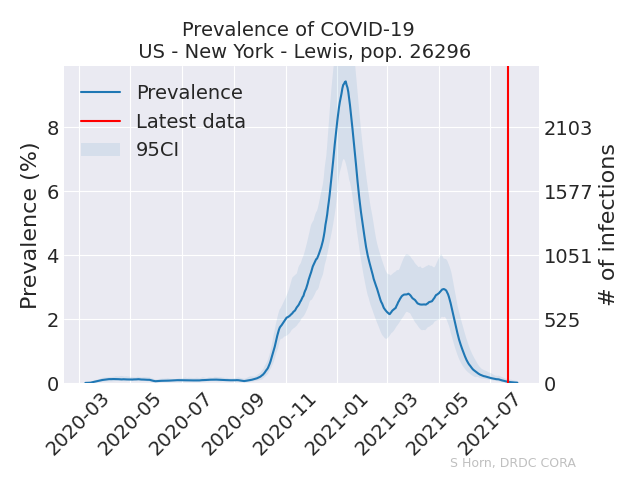 Prevalence of COVID-19
US - New York - Lewis, pop. 26296
Prevalence
Latest data
95CI
Prevalence (%)
8
6
4
2
0
2103
1577
1051
525
0
# of infections
2020-03
2020-05
2020-07
2020-09
2020-11
2021-01
2021-03
2021-05
2021-07
S Horn, DRDC CORA